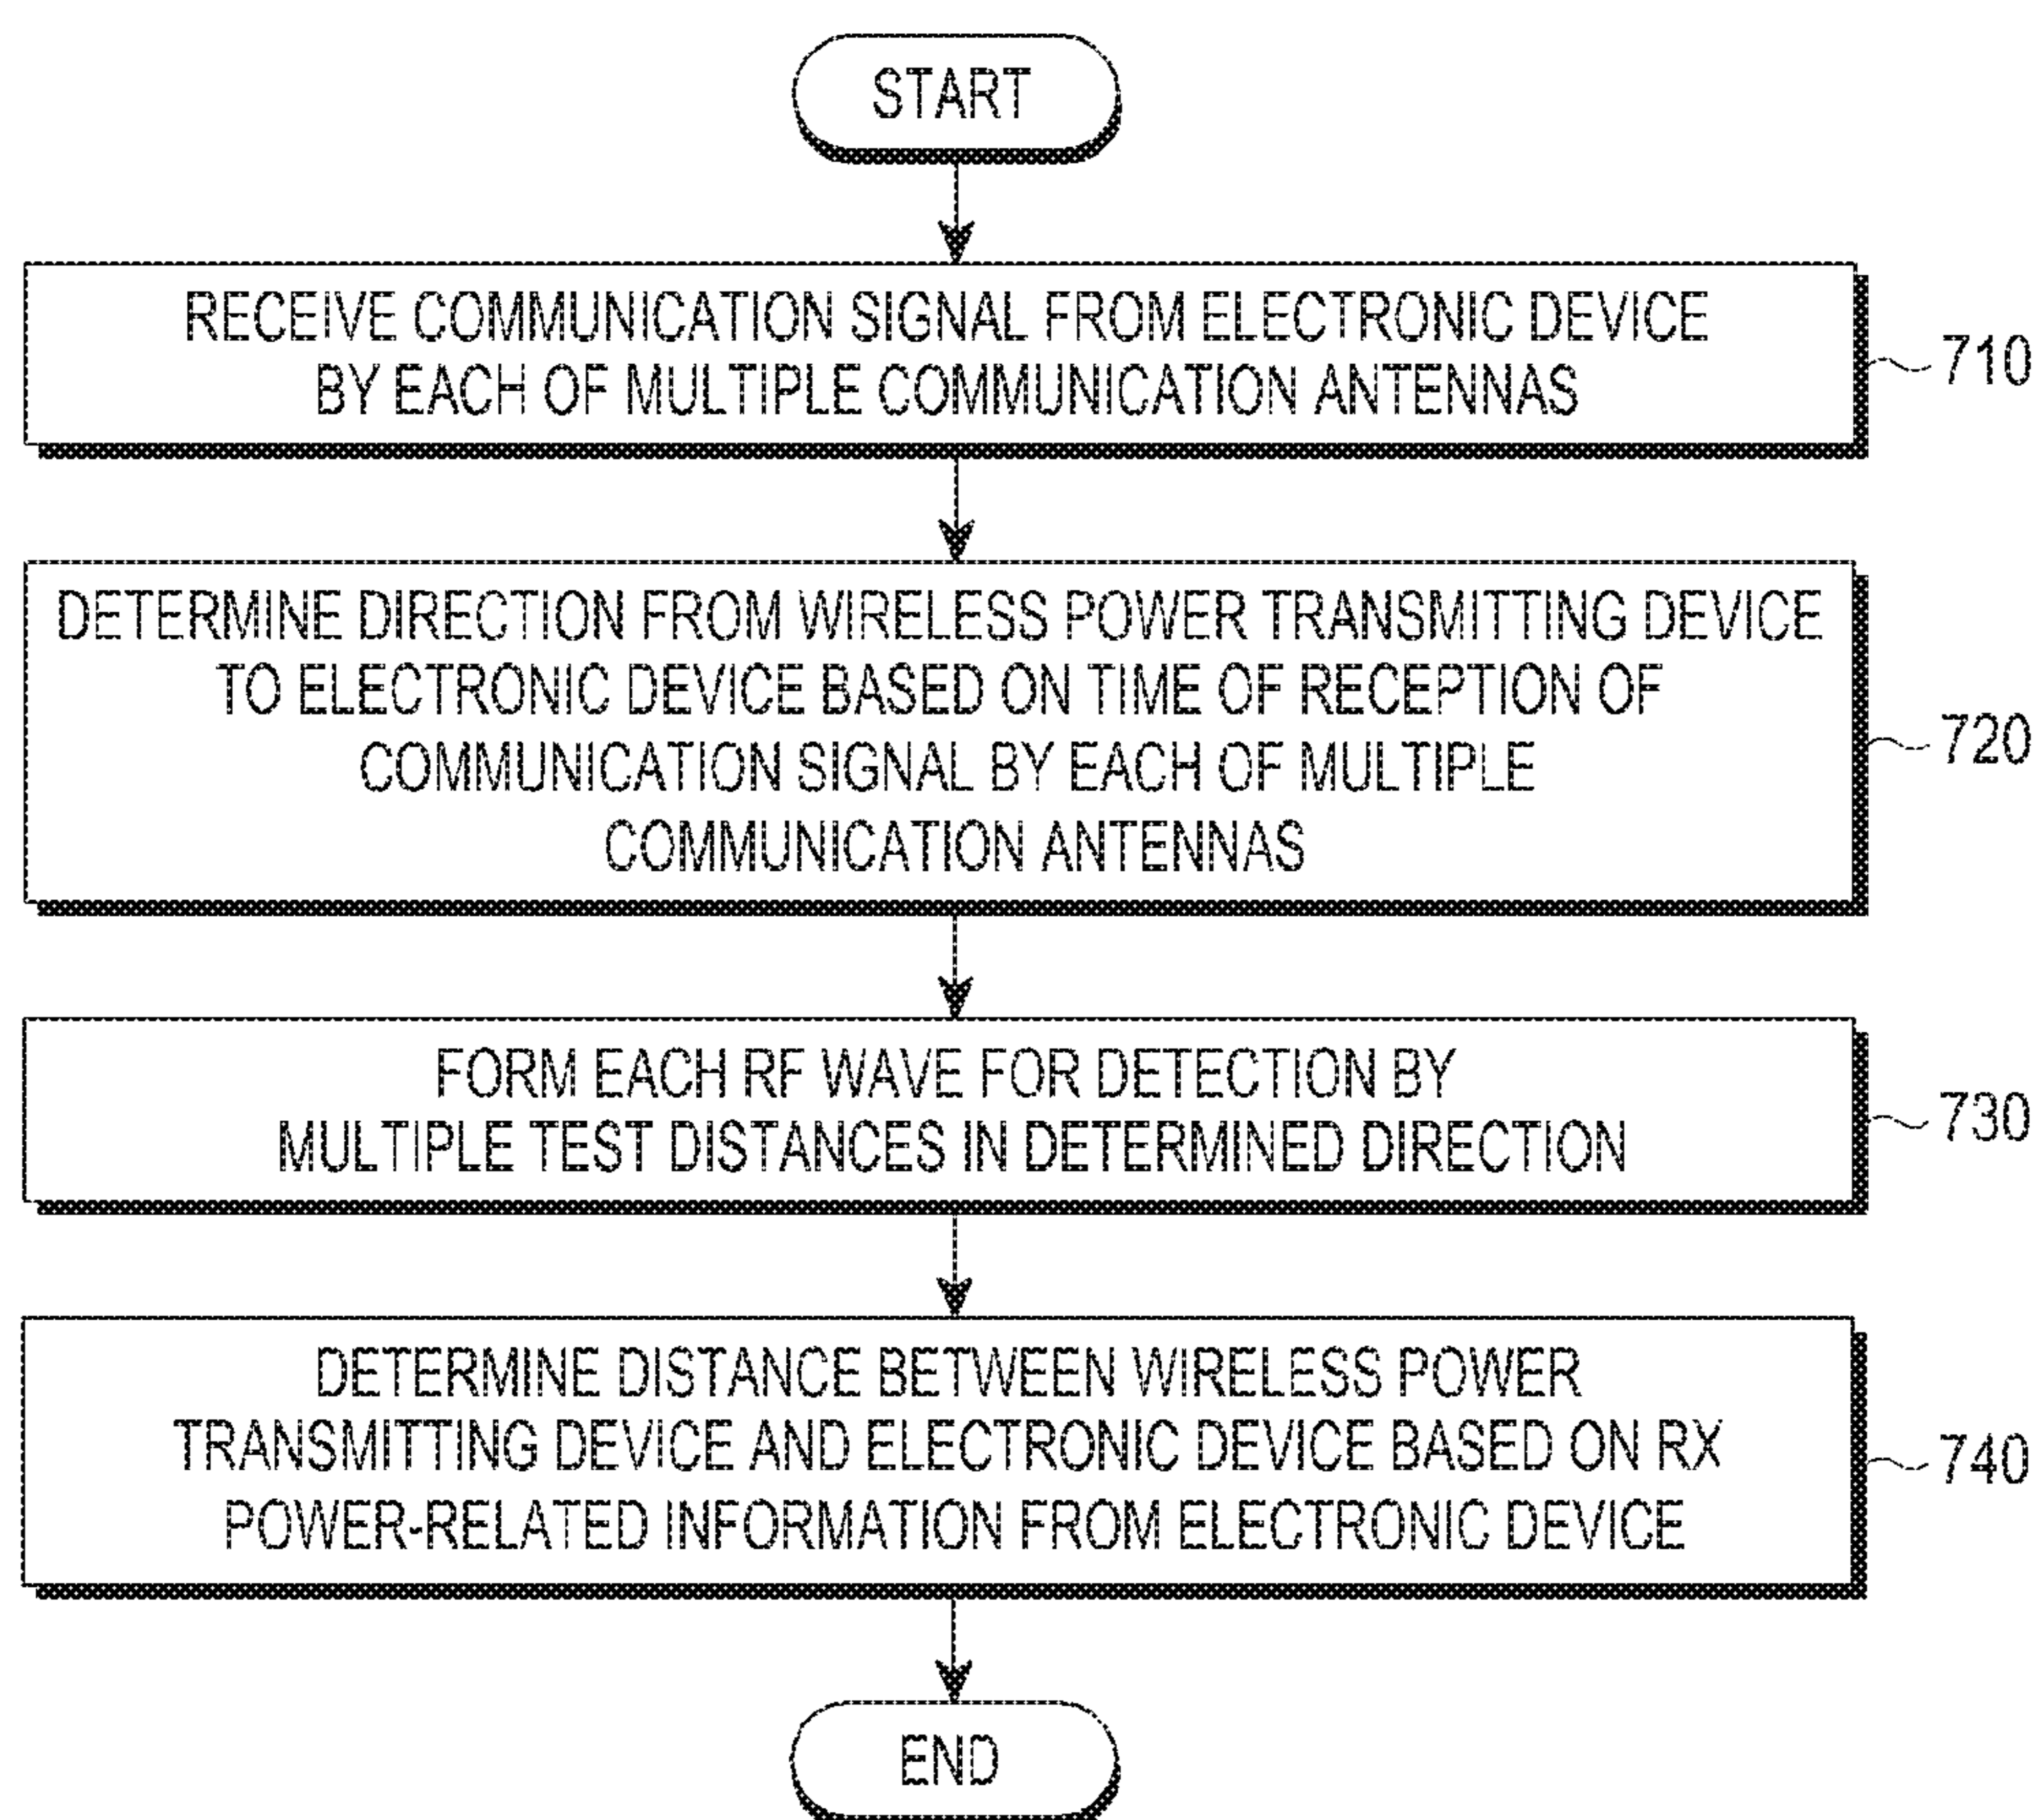 START
RECEIVE COMMUNICATION SIGNAL FROM ELECTRONIC DEVICE
BY EACH OF MULTIPLE COMMUNICATION ANTENNAS
710
DETERMINE DIRECTION FROM WIRELESS POWER TRANSMITTING DEVICE
TO ELECTRONIC DEVICE BASED ON TIME OF RECEPTION OF
COMMUNICATION SIGNAL BY EACH OF MULTIPLE
COMMUNICATION ANTENNAS
720
FORM EACH RF WAVE FOR DETECTION BY
MULTIPLE TEST DISTANCES IN DETERMINED DIRECTION
730
DETERMINE DISTANCE BETWEEN WIRELESS POWER
TRANSMITTING DEVICE AND ELECTRONIC DEVICE BASED ON RX
POWER-RELATED INFORMATION FROM ELECTRONIC DEVICE
740
END